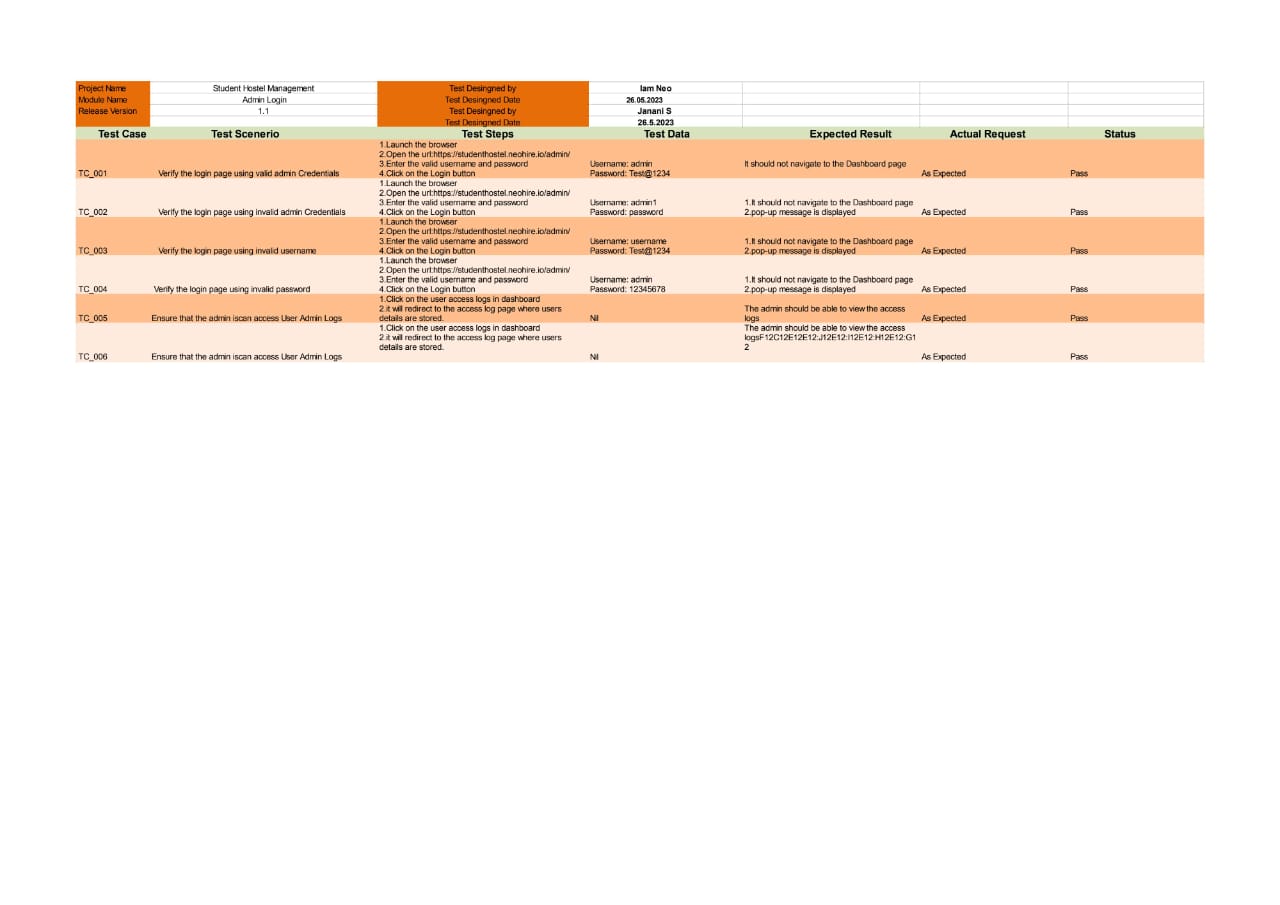 Project Name Student Hostel Management Test Desingned by Iam Neo
Module Name Admin Login Test Desingned Date 26.05.2023
Release Version 1.1 Test Desingned by Janani S
Test Desingned Date 26.5.2023
Test Case Test Scenerio Test Steps Test Data Expected Result Actual Request Status
1.Launch the browser
2.Open the url:https://studenthostel.neohire.io/admin/
3.Enter the valid username and password Username: admin It should not navigate to the Dashboard page
TC_001 Verify the login page using valid admin Credentials 4.Click on the Login button Password: Test@1234 As Expected Pass
1.Launch the browser
2.Open the url:https://studenthostel.neohire.io/admin/
3.Enter the valid username and password Username: admin1 1.It should not navigate to the Dashboard page
TC_002 Verify the login page using invalid admin Credentials 4.Click on the Login button Password: password 2.pop-up message is displayed As Expected Pass
1.Launch the browser
2.Open the url:https://studenthostel.neohire.io/admin/
3.Enter the valid username and password Username: username 1.It should not navigate to the Dashboard page
TC_003 Verify the login page using invalid username 4.Click on the Login button Password: Test@1234 2.pop-up message is displayed As Expected Pass
1.Launch the browser
2.Open the url:https://studenthostel.neohire.io/admin/
3.Enter the valid username and password Username: admin 1.It should not navigate to the Dashboard page
TC_004 Verify the login page using invalid password 4.Click on the Login button Password: 12345678 2.pop-up message is displayed As Expected Pass
1.Click on the user access logs in dashboard
2.it will redirect to the access log page where users The admin should be able to view the access
TC_005 Ensure that the admin iscan access User Admin Logs details are stored. Nil logs As Expected Pass
1.Click on the user access logs in dashboard The admin should be able to view the access
2.it will redirect to the access log page where users logsF12C12E12E12:J12E12:I12E12:H12E12:G1
details are stored. 2
TC_006 Ensure that the admin iscan access User Admin Logs Nil As Expected Pass